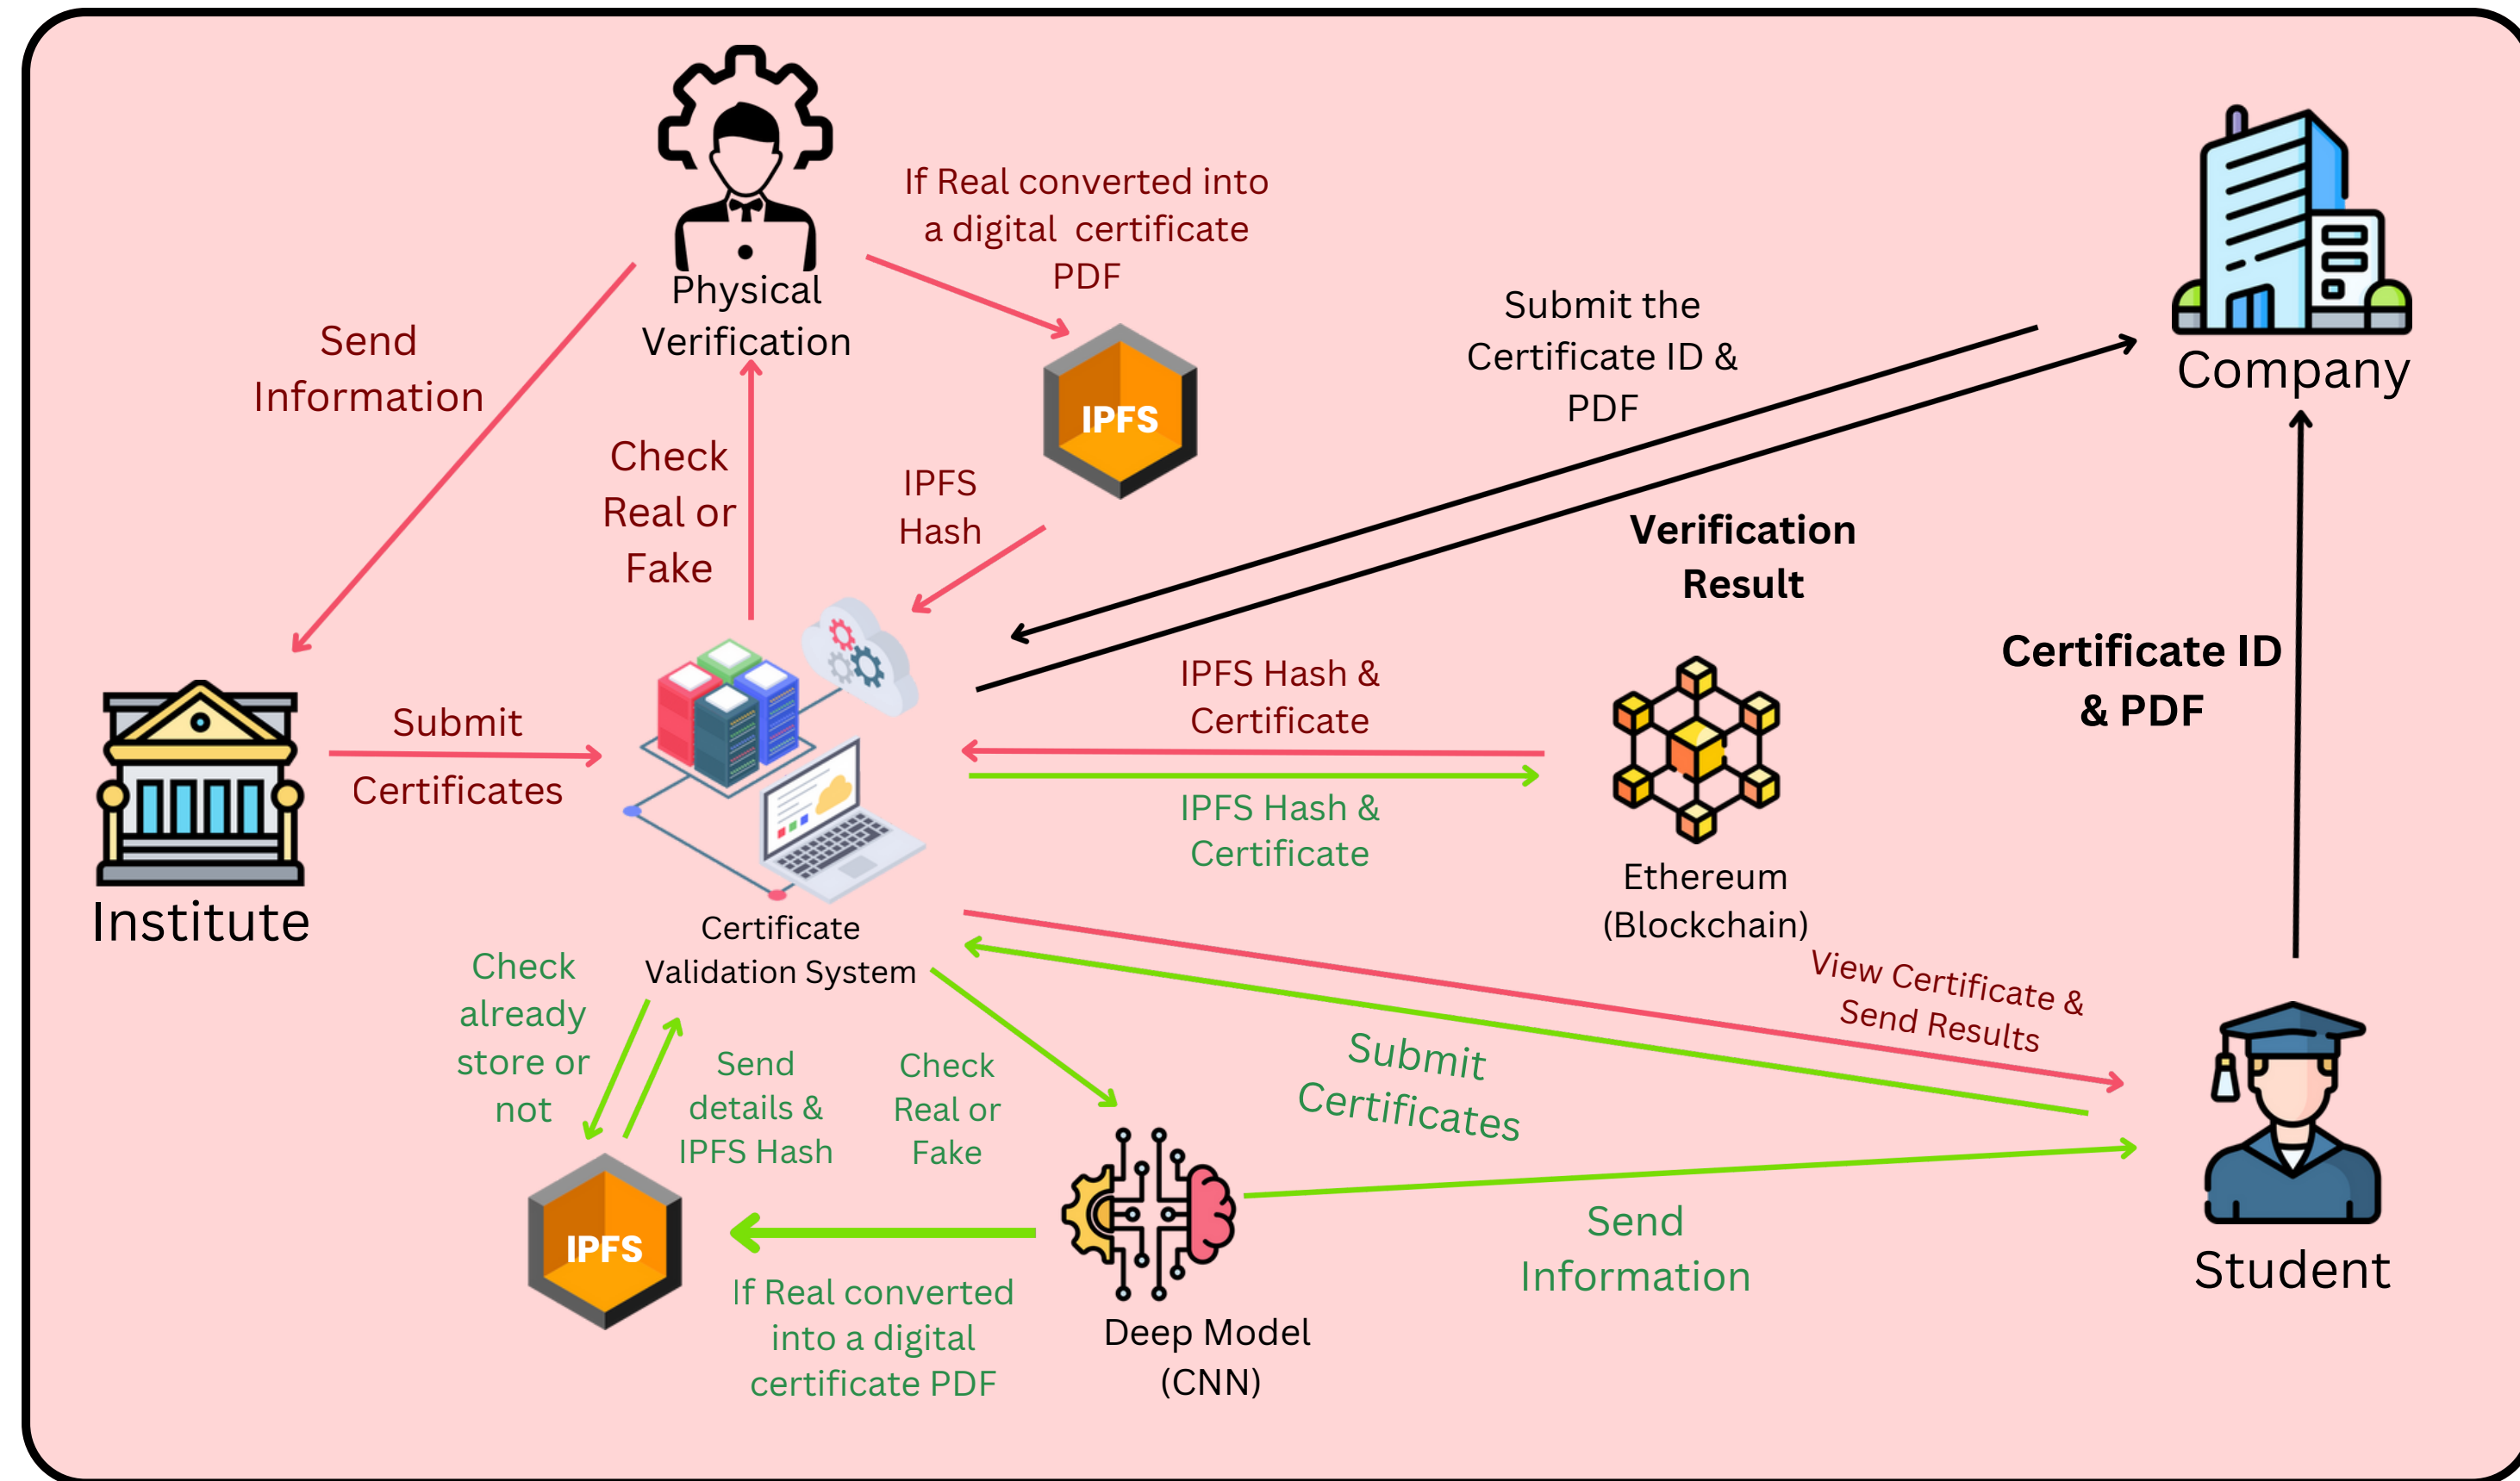 If Real converted into
a digital certificate
PDF
Physical
Verification
Send
Information
IPFS
Submit the
Certificate ID &
PDF
Company
Check
Real or
Fake
IPFS
Hash
Verification
Result
Certificate ID
& PDF
IPFS Hash &
Certificate
Submit
Certificates
IPFS Hash &
Certificate
Institute
Ethereum
(Blockchain)
Certificate
Validation System
View Certificate &
Send Results
Check
already
store or
not
Send
details &
IPFS Hash
Check
Real or
Fake
Submit
Certificates
IPFS
Send
Information
Student
If Real converted
into a digital
certificate PDF
Deep Model
(CNN)